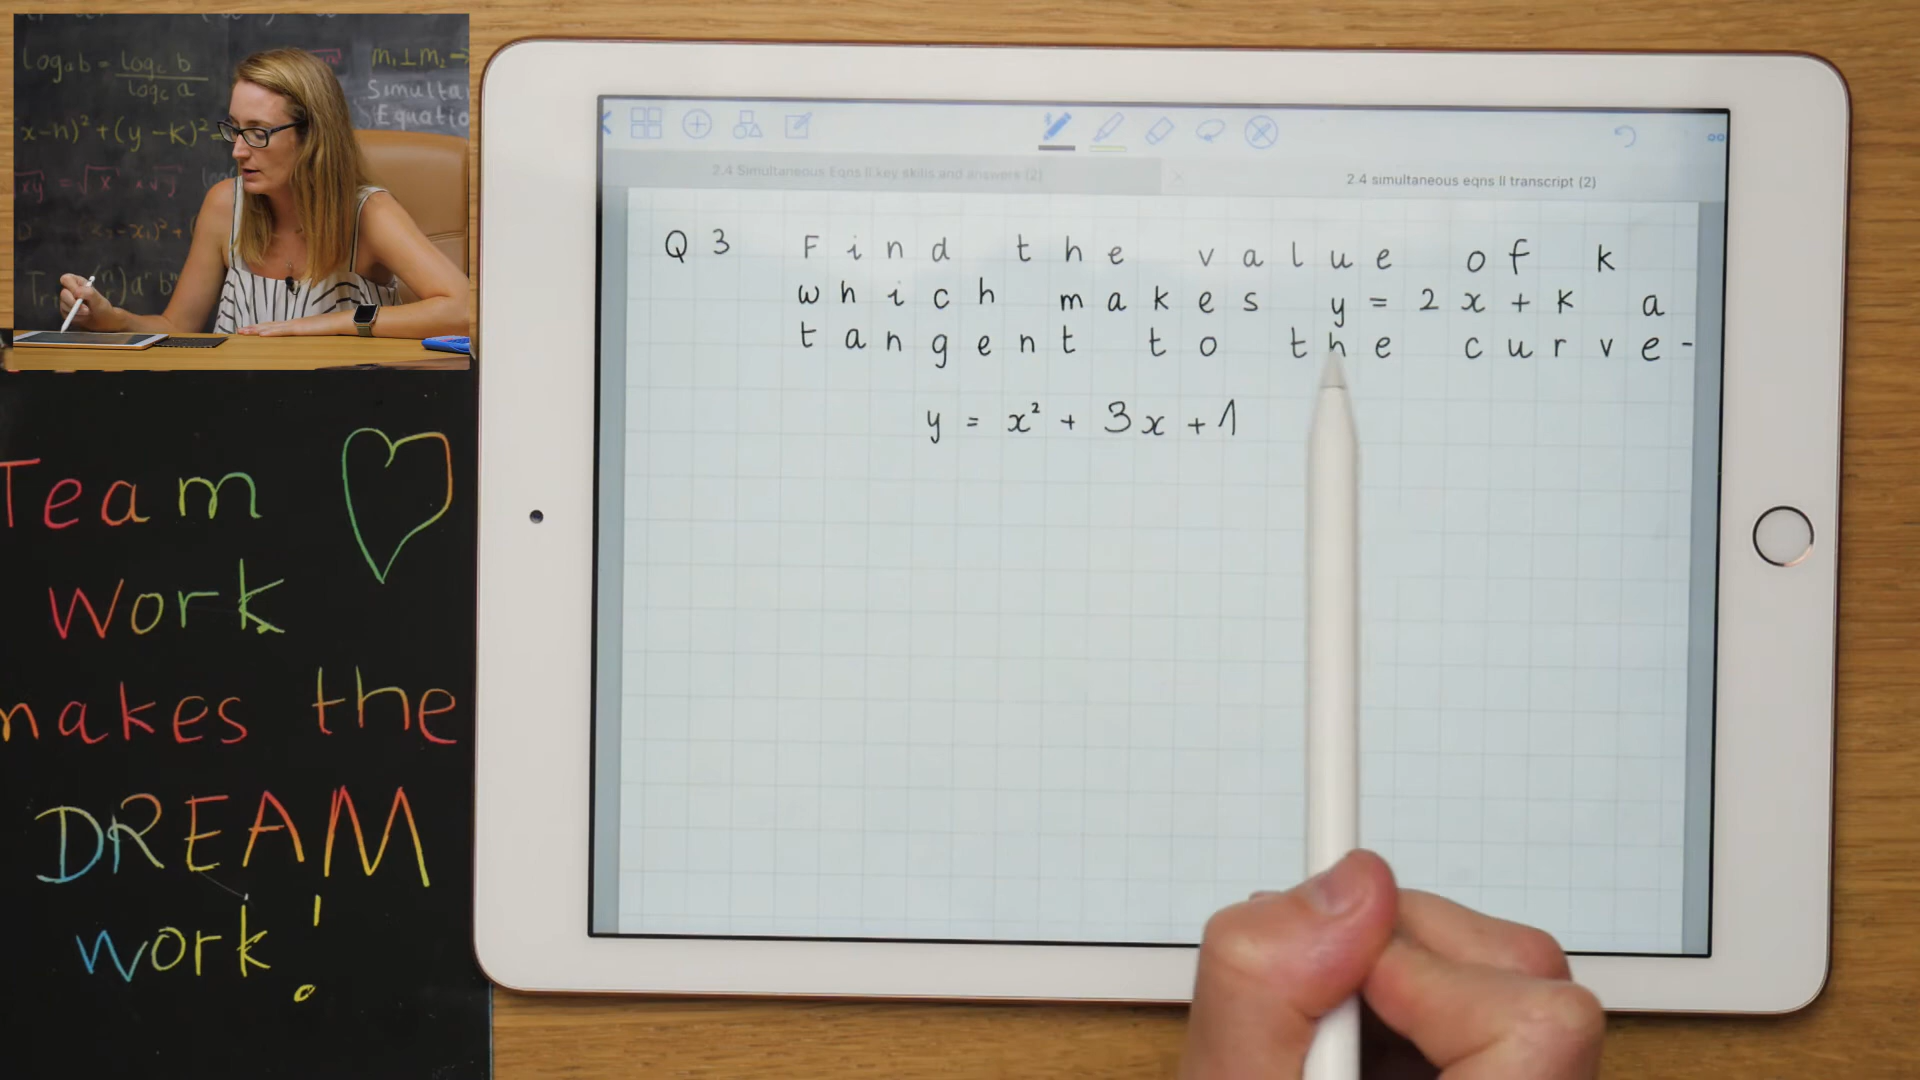 log_a b = log_c b / log_c a
m₁⊥m₂ →
Simulta
Equatio
x-h)² + (y-k)² =
2.4 Simultaneous Eqns II key skills and answers (2)
2.4 simultaneous eqns II transcript (2)
Q3 Find the value of k
which makes y = 2x + k a
tangent to the curve -
y = x² + 3x + 1
Team
work
makes the
DREAM
work!